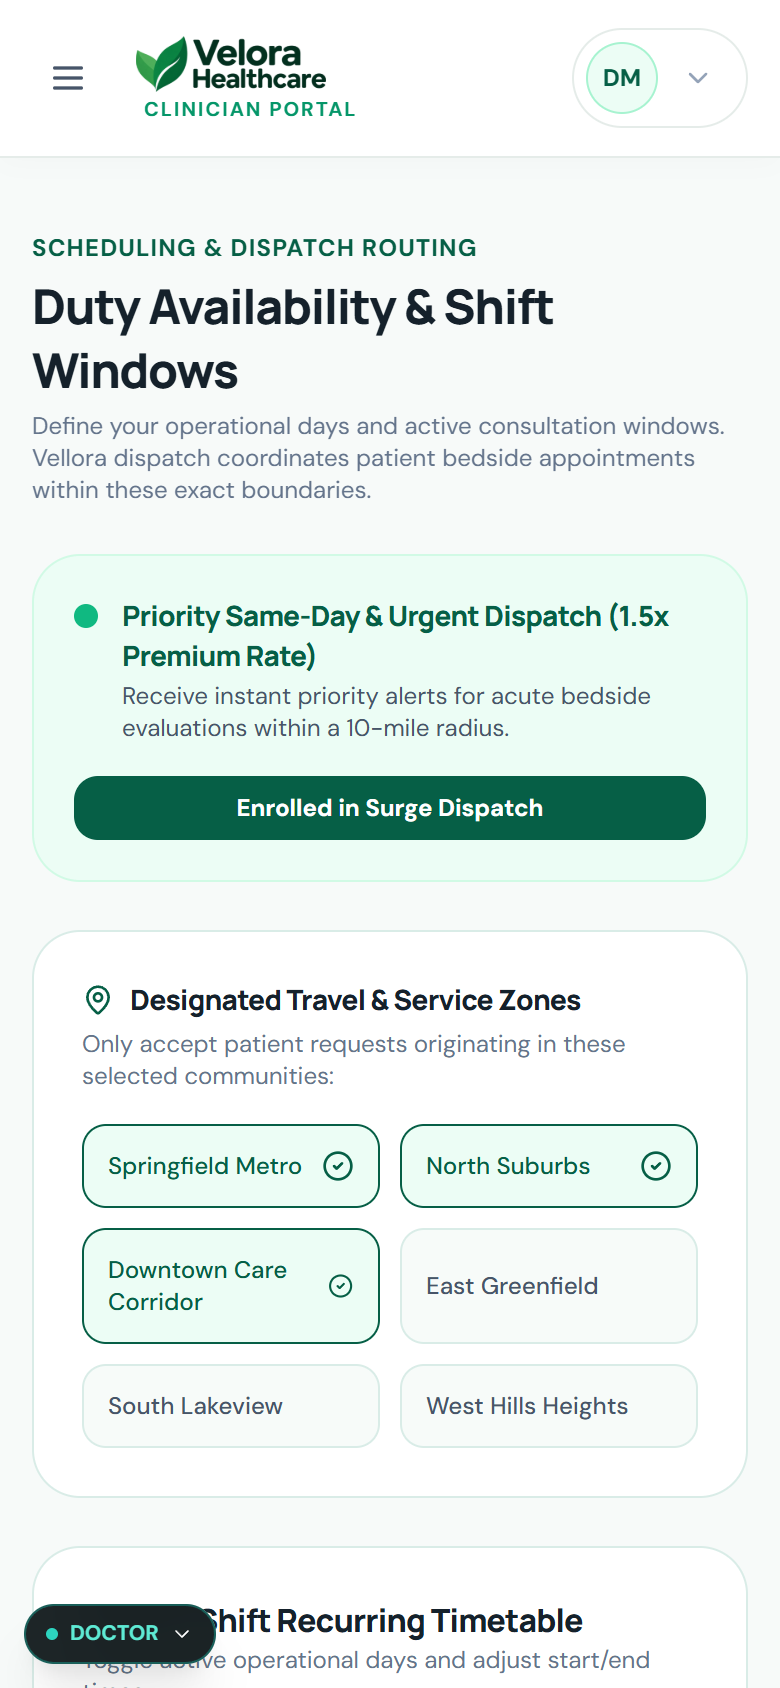 Velora
Healthcare
CLINICIAN PORTAL
DM
SCHEDULING & DISPATCH ROUTING
Duty Availability & Shift
Windows
Define your operational days and active consultation windows.
Vellora dispatch coordinates patient bedside appointments
within these exact boundaries.
Priority Same-Day & Urgent Dispatch (1.5x
Premium Rate)
Receive instant priority alerts for acute bedside
evaluations within a 10-mile radius.
Enrolled in Surge Dispatch
Designated Travel & Service Zones
Only accept patient requests originating in these
selected communities:
Springfield Metro
North Suburbs
Downtown Care
Corridor
East Greenfield
South Lakeview
West Hills Heights
Shift Recurring Timetable
DOCTOR
Toggle active operational days and adjust start/end